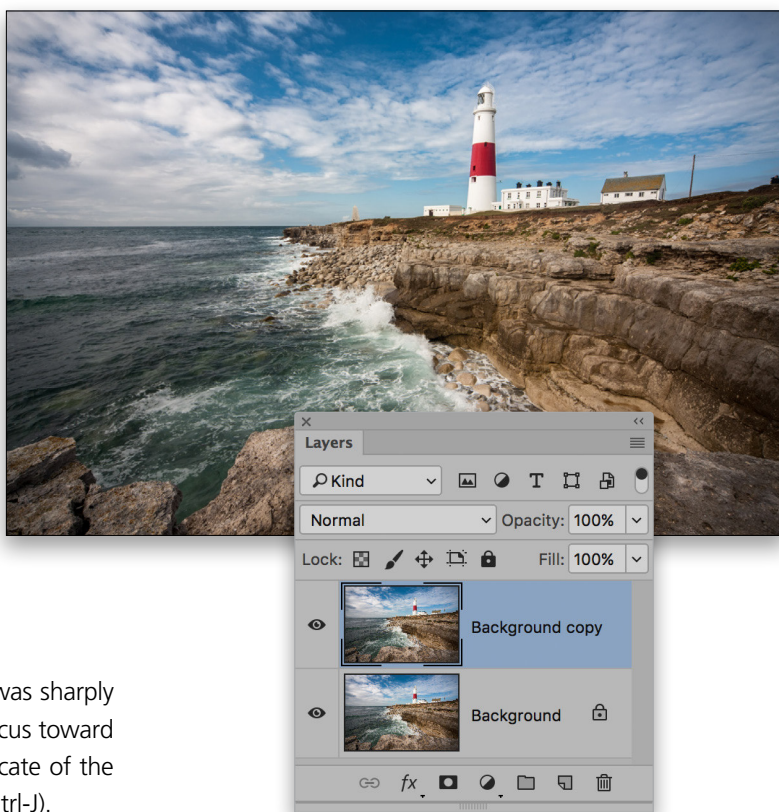 Layers
Kind
Normal Opacity: 100%
Lock: Fill: 100%
Background copy
Background
fx
was sharply
cus toward
cate of the
trl-J).